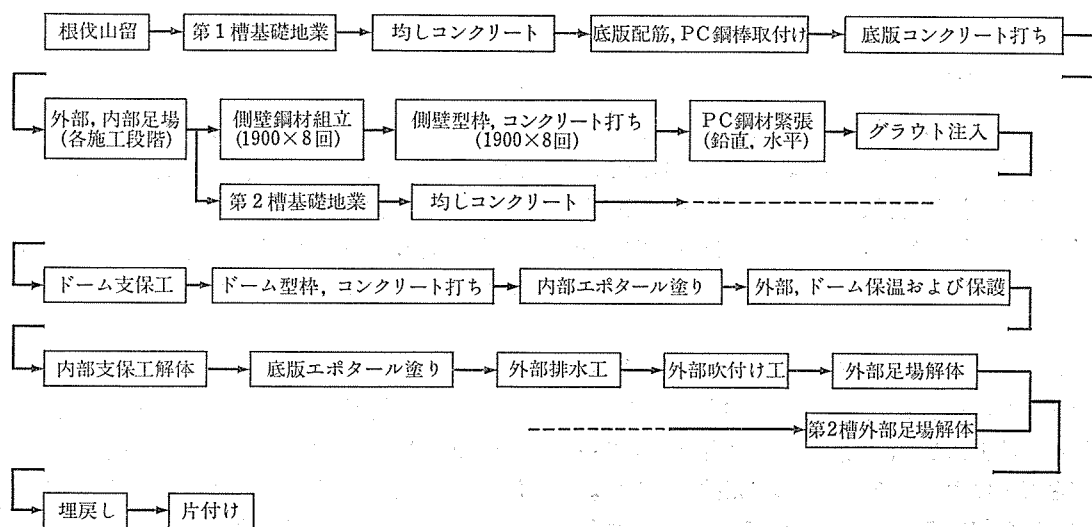 根伐山留 第1槽基礎地業 均しコンクリート 底版配筋,PC鋼棒取付け 底版コンクリート打ち
外部,内部足場 (各施工段階) 側壁鋼材組立 (1900×8回) 側壁型枠,コンクリート打ち (1900×8回) PC鋼材緊張 (鉛直,水平) グラウト注入
第2槽基礎地業 均しコンクリート
ドーム支保工 ドーム型枠,コンクリート打ち 内部エポタール塗り 外部,ドーム保温および保護
内部支保工解体 底版エポタール塗り 外部排水工 外部吹付け工 外部足場解体
第2槽外部足場解体
埋戻し 片付け